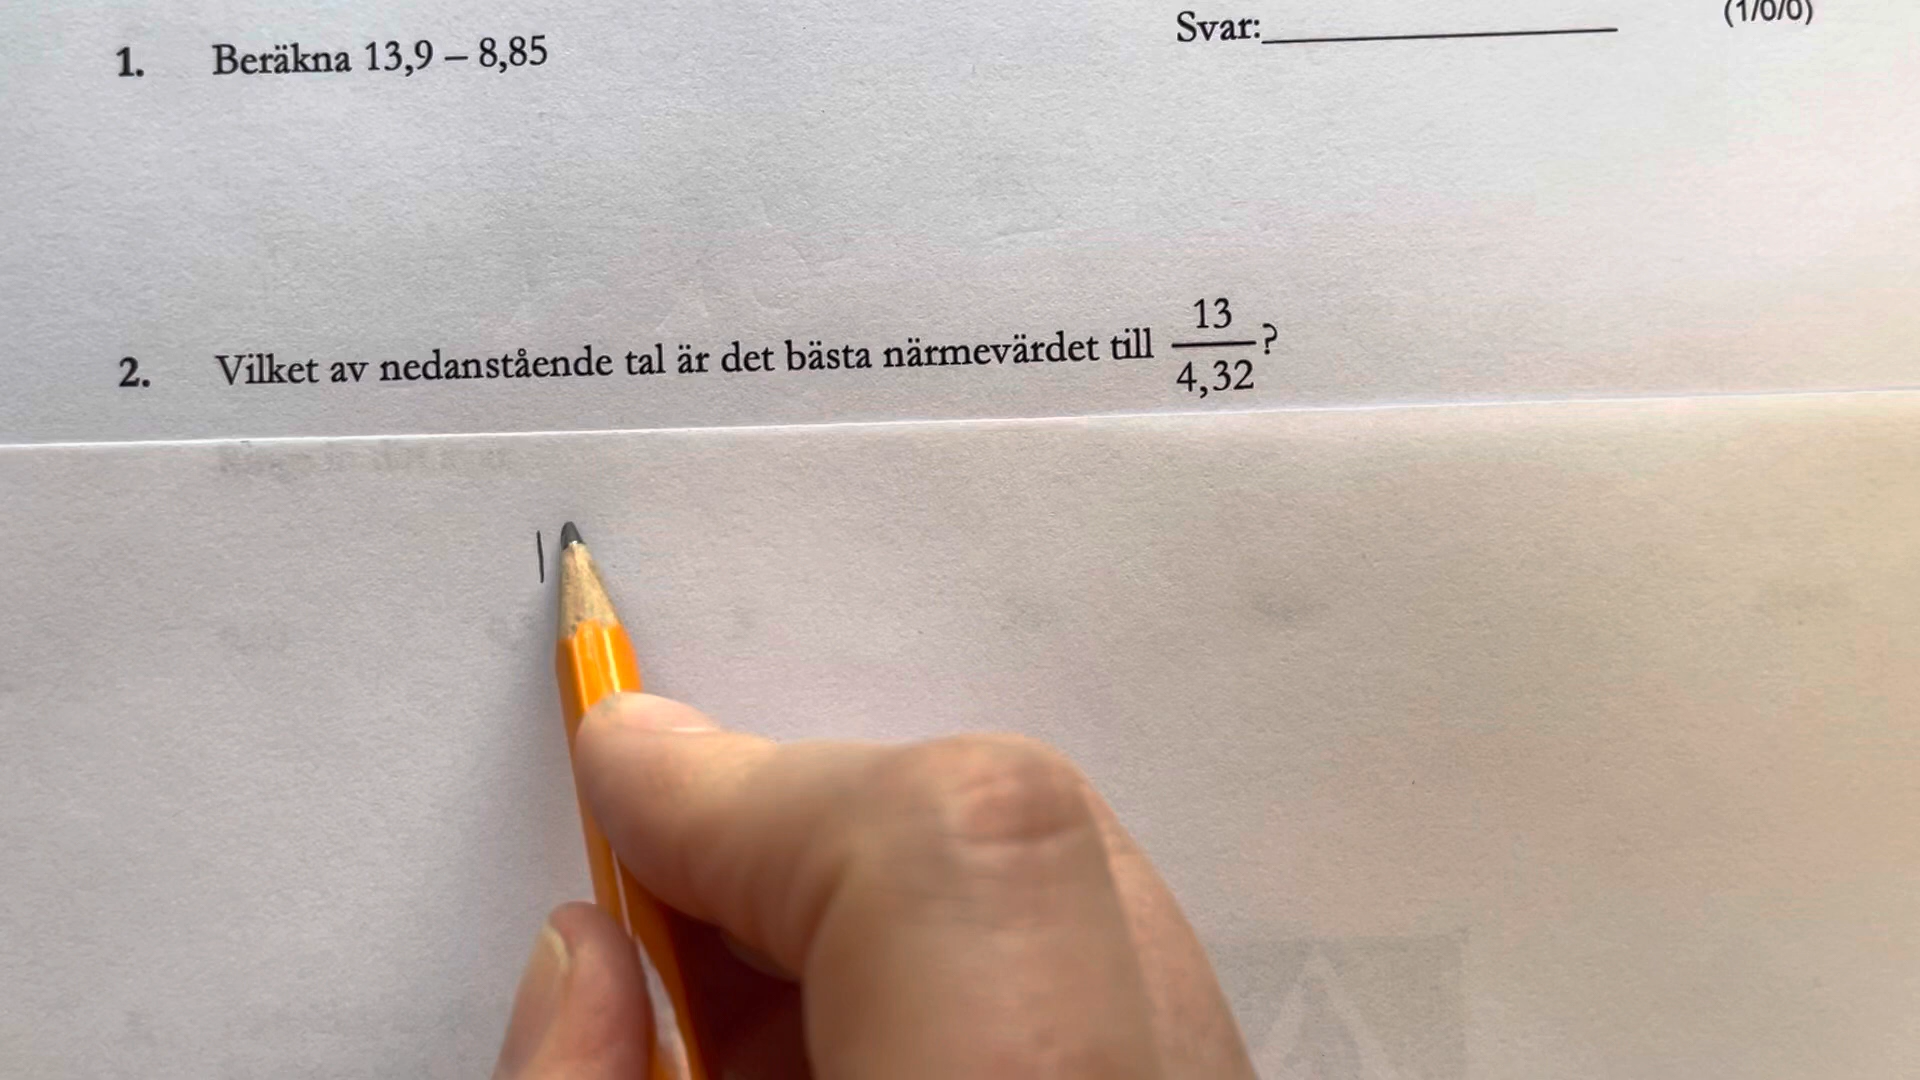 Svar: (1/0/0)
1. Beräkna 13,9 – 8,85
2. Vilket av nedanstående tal är det bästa närmevärdet till 13/4,32?
1